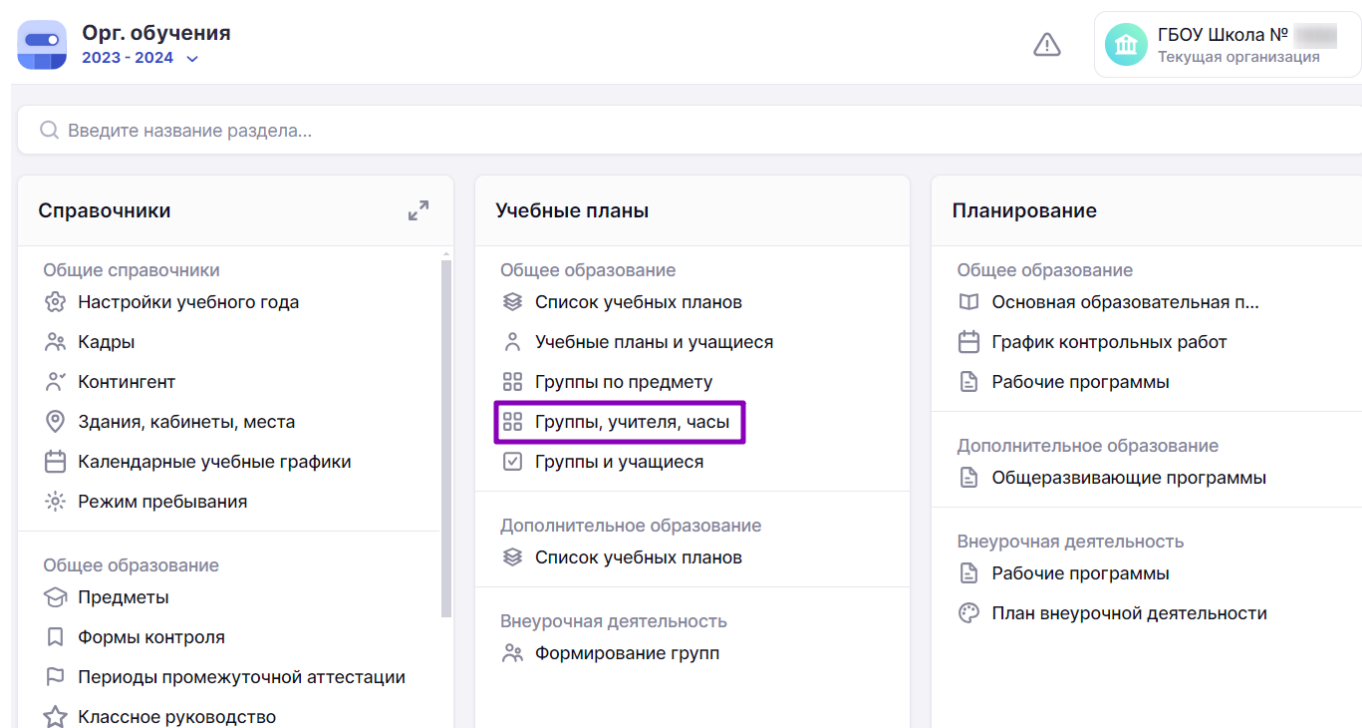 Орг. обучения
2023 - 2024
ГБОУ Школа №
Текущая организация
Введите название раздела...
Справочники
Общие справочники
Настройки учебного года
Кадры
Контингент
Здания, кабинеты, места
Календарные учебные графики
Режим пребывания
Общее образование
Предметы
Формы контроля
Периоды промежуточной аттестации
Классное руководство
Учебные планы
Общее образование
Список учебных планов
Учебные планы и учащиеся
Группы по предмету
Группы, учителя, часы
Группы и учащиеся
Дополнительное образование
Список учебных планов
Внеурочная деятельность
Формирование групп
Планирование
Общее образование
Основная образовательная п...
График контрольных работ
Рабочие программы
Дополнительное образование
Общеразвивающие программы
Внеурочная деятельность
Рабочие программы
План внеурочной деятельности